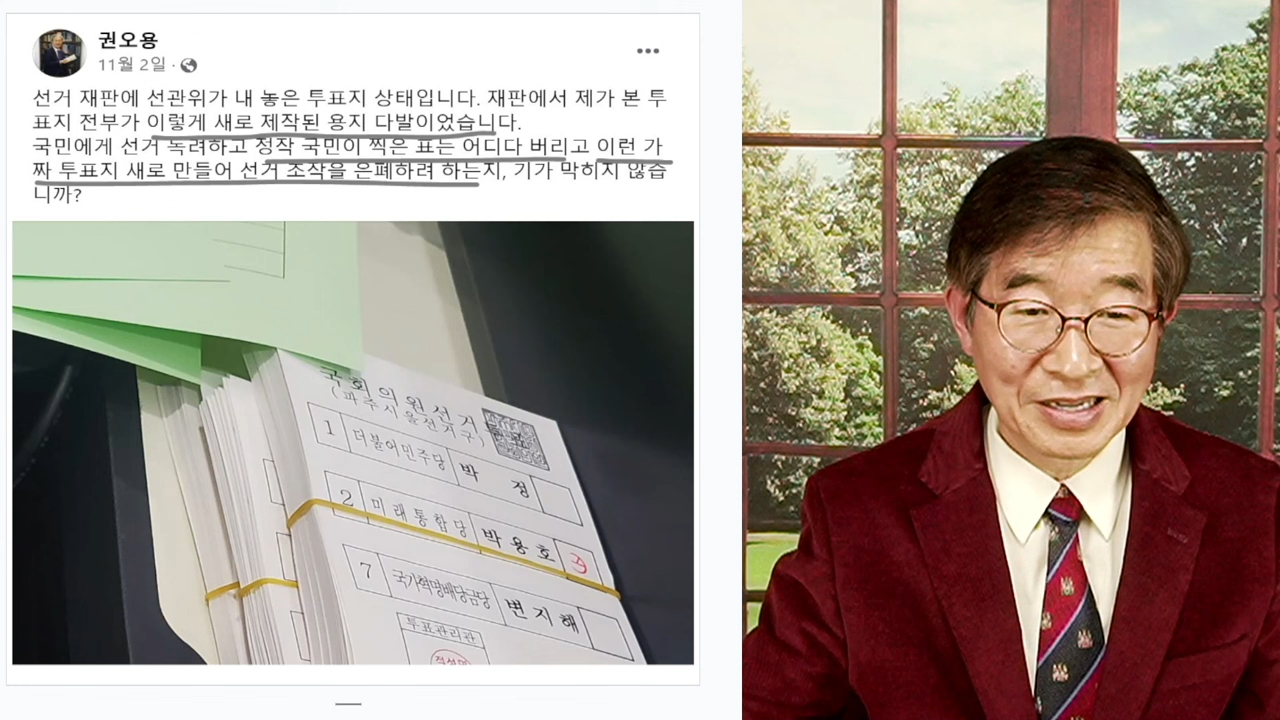 권오용
11월 2일 ·
선거 재판에 선관위가 내 놓은 투표지 상태입니다. 재판에서 제가 본 투
표지 전부가 이렇게 새로 제작된 용지 다발이었습니다.
국민에게 선거 독려하고 정작 국민이 찍은 표는 어디다 버리고 이런 가
짜 투표지 새로 만들어 선거 조작을 은폐하려 하는지, 기가 막히지 않습
니까?
국회의원선거
(파주시을선거구)
1 더불어민주당 박 정
2 미래통합당 박용호
7 국가혁명배당금당 변지해
투표관리관